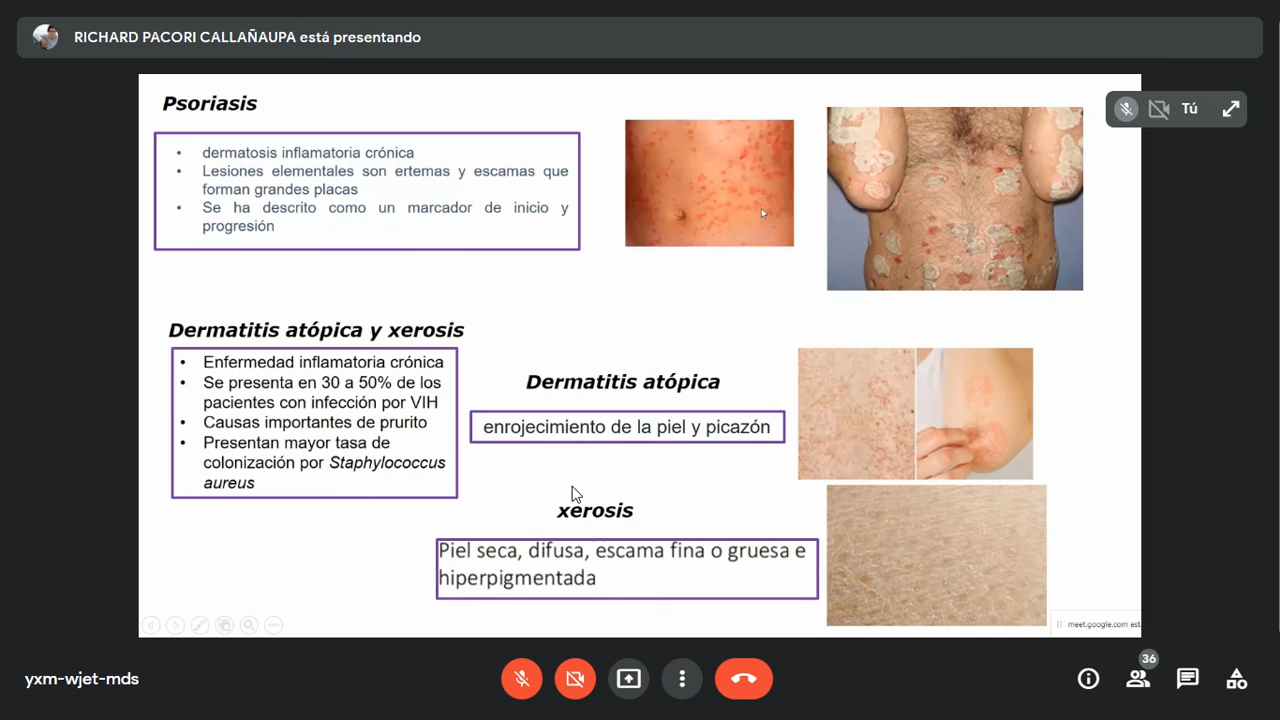 RICHARD PACORI CALLAÑAUPA está presentando
Tú
Psoriasis
• dermatosis inflamatoria crónica
• Lesiones elementales son ertemas y escamas que
forman grandes placas
• Se ha descrito como un marcador de inicio y
progresión
Dermatitis atópica y xerosis
• Enfermedad inflamatoria crónica
• Se presenta en 30 a 50% de los
pacientes con infección por VIH
• Causas importantes de prurito
• Presentan mayor tasa de
colonización por Staphylococcus
aureus
Dermatitis atópica
enrojecimiento de la piel y picazón
xerosis
Piel seca, difusa, escama fina o gruesa e
hiperpigmentada
meet.google.com est
yxm-wjet-mds
36